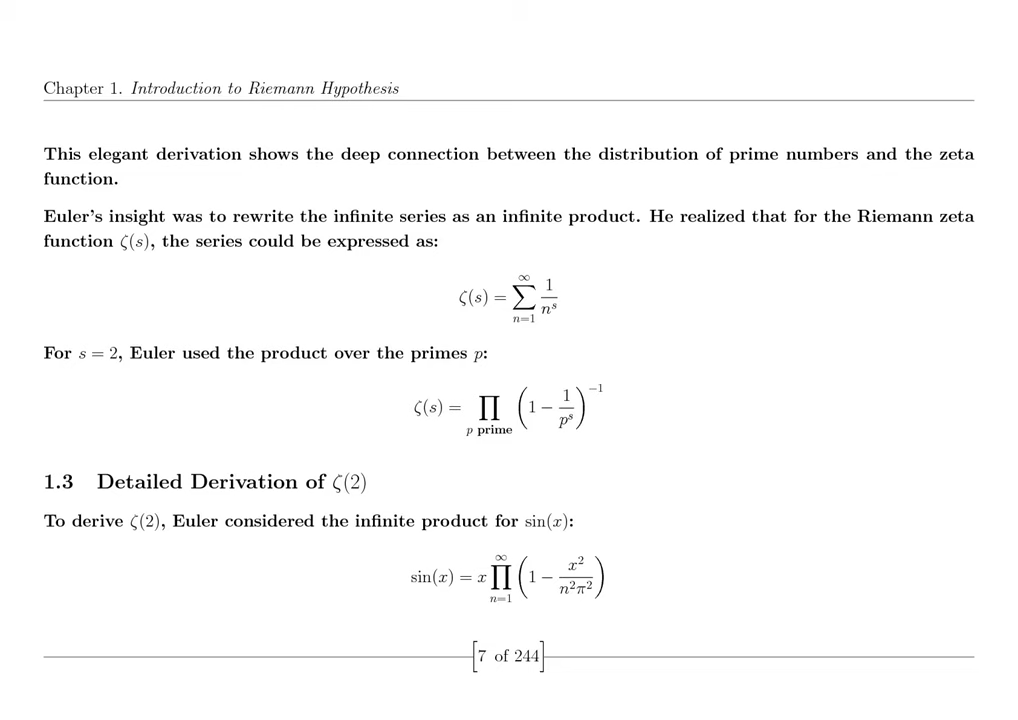 Chapter 1. Introduction to Riemann Hypothesis
This elegant derivation shows the deep connection between the distribution of prime numbers and the zeta
function.
Euler's insight was to rewrite the infinite series as an infinite product. He realized that for the Riemann zeta
function ζ(s), the series could be expressed as:
ζ(s) = ∑_{n=1}^{∞} 1/n^s
For s = 2, Euler used the product over the primes p:
ζ(s) = ∏_{p prime} (1 − 1/p^s)^{−1}
1.3 Detailed Derivation of ζ(2)
To derive ζ(2), Euler considered the infinite product for sin(x):
sin(x) = x ∏_{n=1}^{∞} (1 − x^2/(n^2π^2))
[7 of 244]